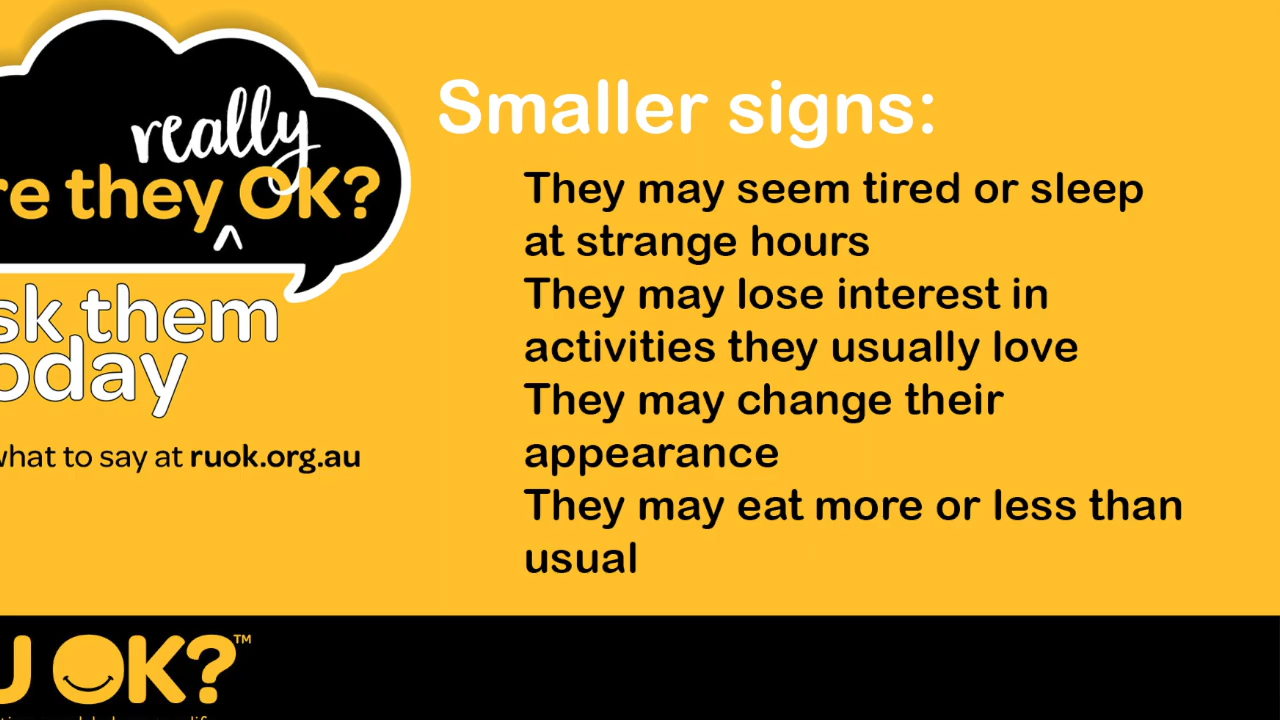 really
re they OK?
sk them
oday
what to say at ruok.org.au
Smaller signs:
They may seem tired or sleep
at strange hours
They may lose interest in
activities they usually love
They may change their
appearance
They may eat more or less than
usual
U OK?™